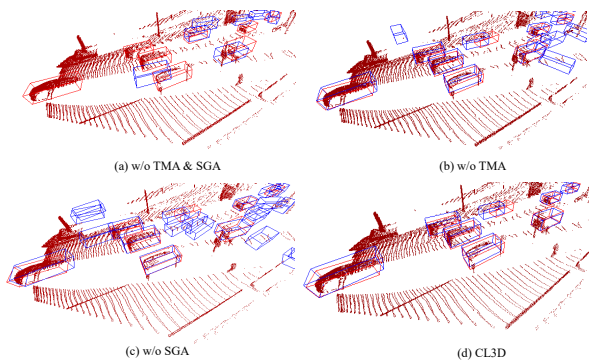 (a) w/o TMA & SGA
(b) w/o TMA
(c) w/o SGA
(d) CL3D